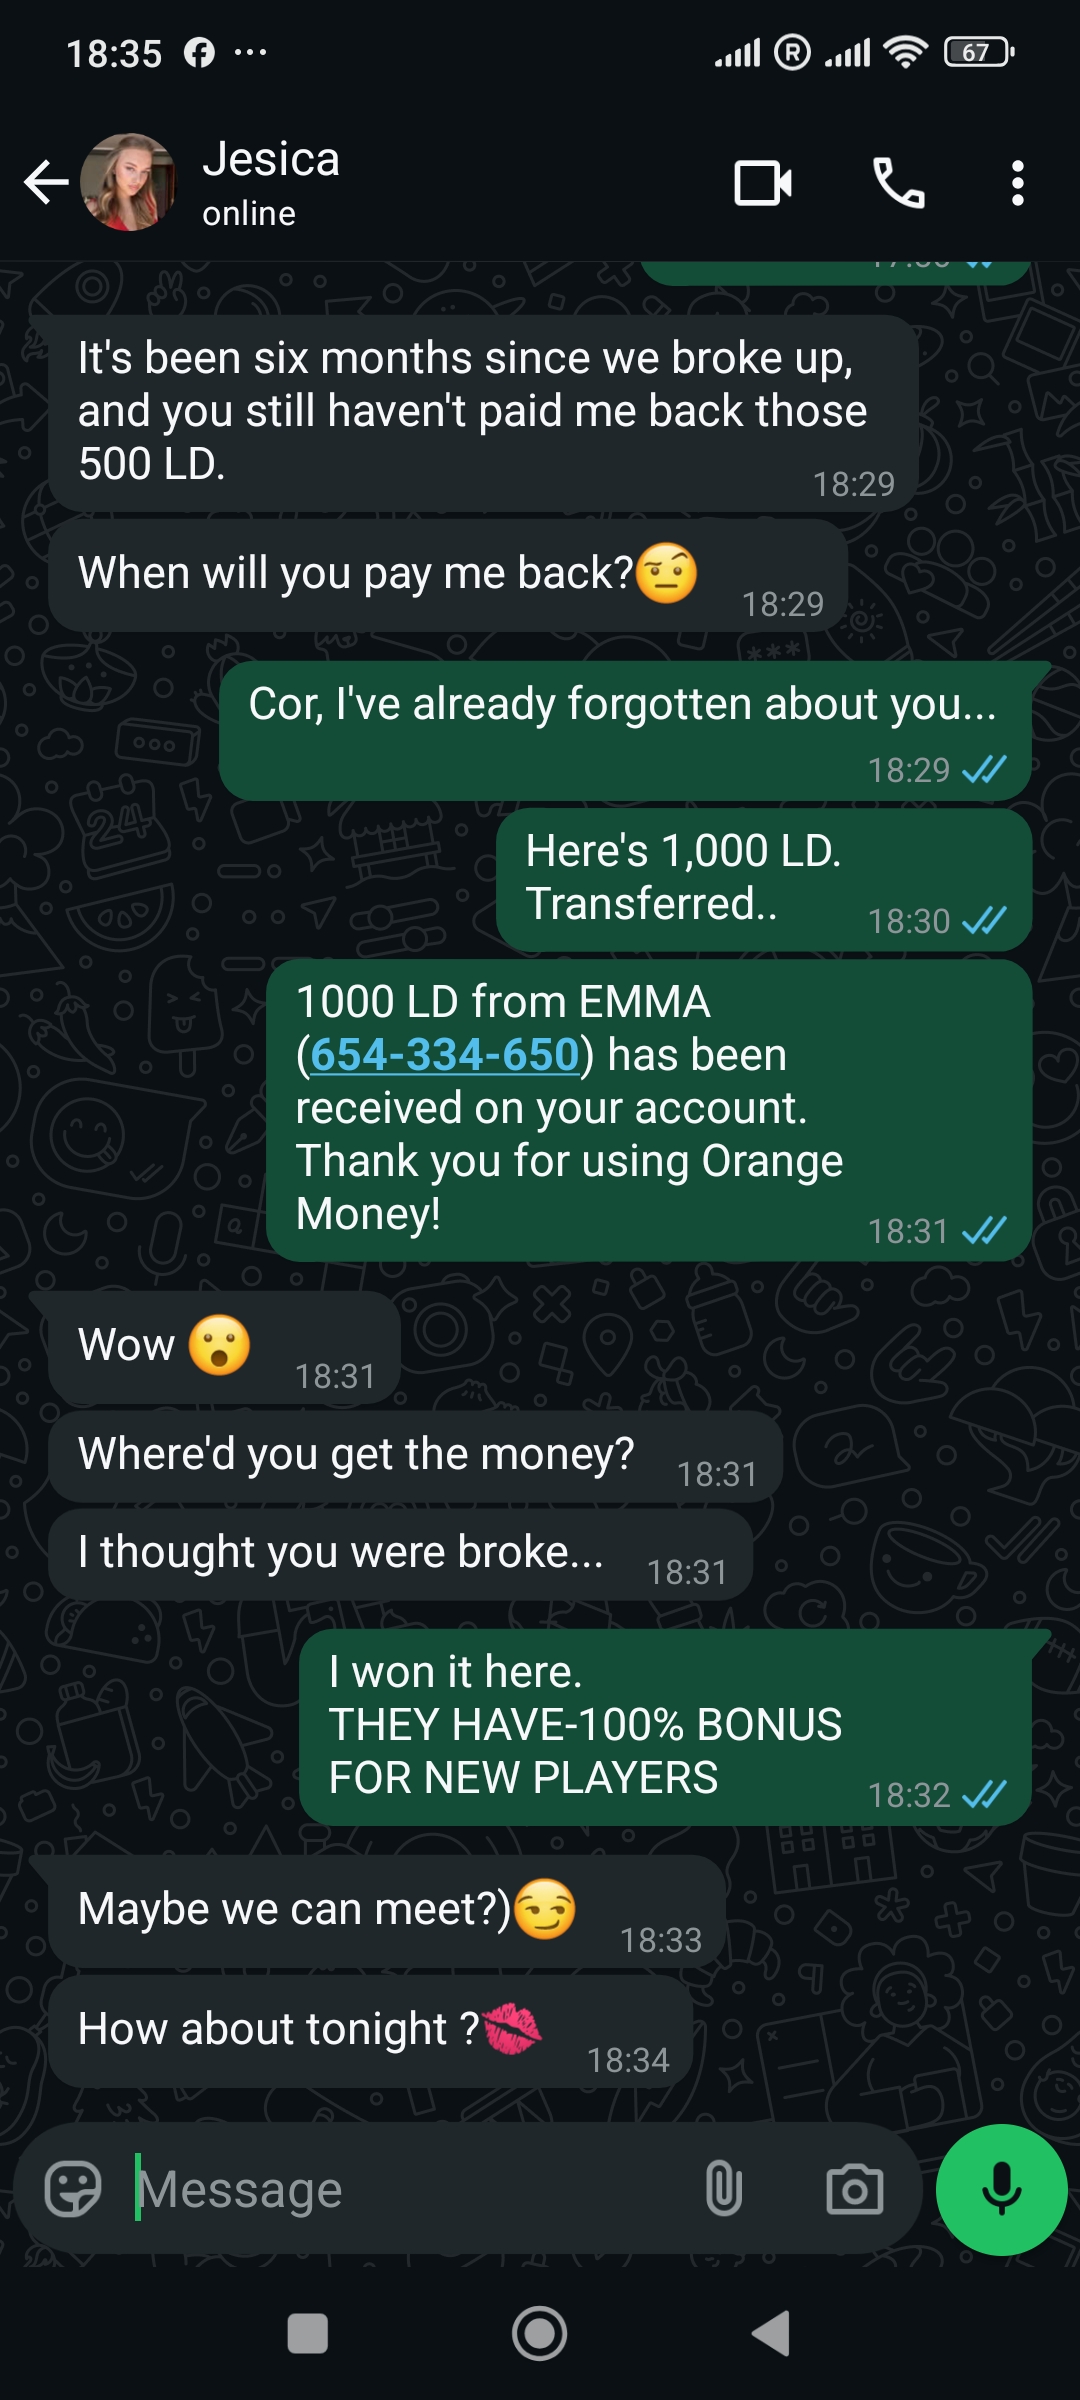 18:35
R
67
Jesica
online
It's been six months since we broke up,
and you still haven't paid me back those
500 LD.
18:29
When will you pay me back?🤨
18:29
Cor, I've already forgotten about you...
18:29
Here's 1,000 LD.
Transferred..
18:30
1000 LD from EMMA
(654-334-650) has been
received on your account.
Thank you for using Orange
Money!
18:31
Wow 😮
18:31
Where'd you get the money?
18:31
I thought you were broke...
18:31
I won it here.
THEY HAVE-100% BONUS
FOR NEW PLAYERS
18:32
Maybe we can meet?)😏
18:33
How about tonight ?💋
18:34
Message